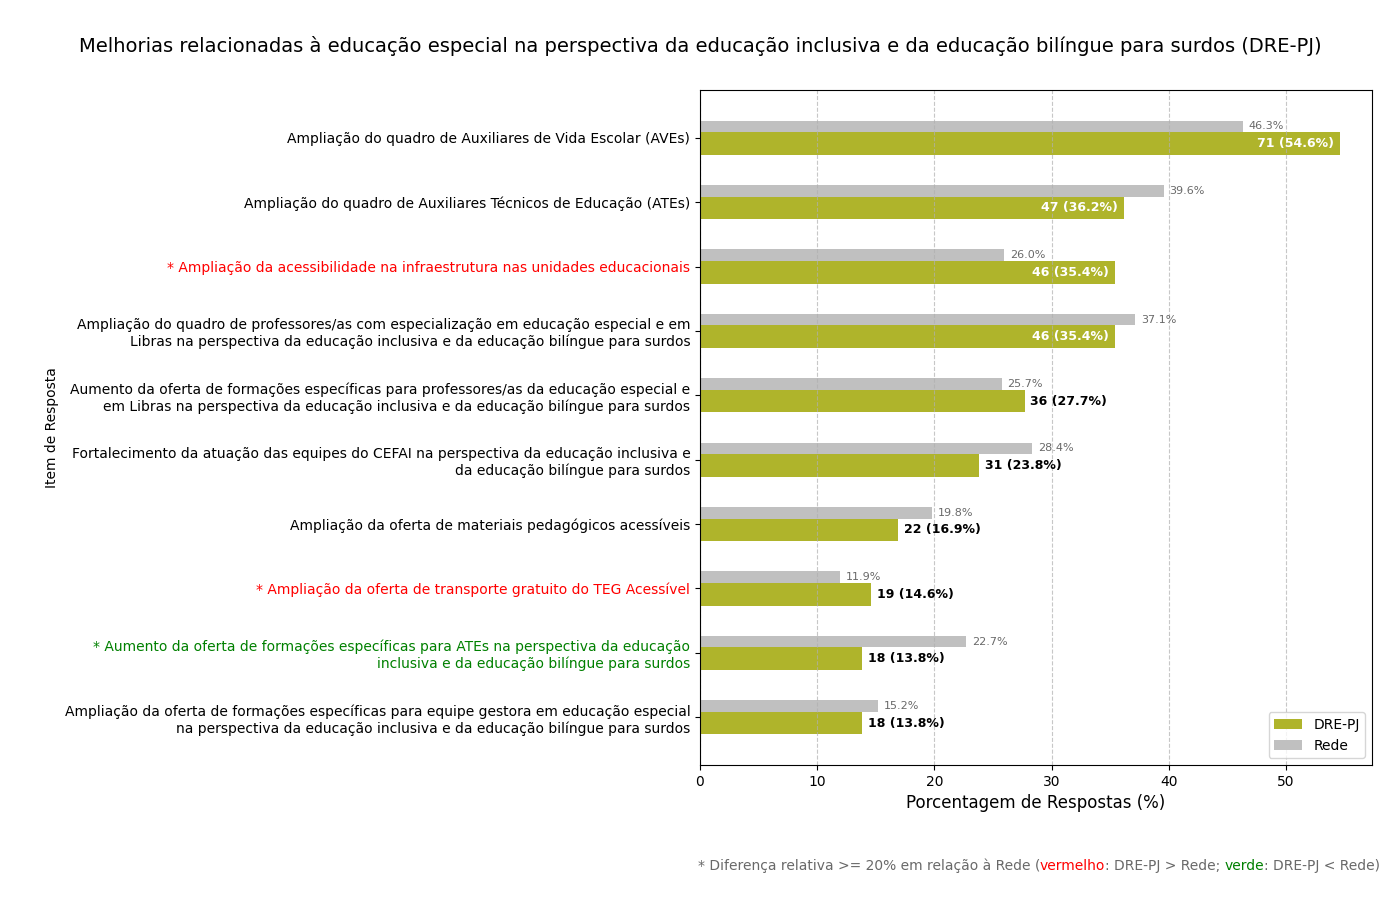 Melhorias relacionadas à educação especial na perspectiva da educação inclusiva e da educação bilíngue para surdos (DRE-PJ)
Item de Resposta
Ampliação do quadro de Auxiliares de Vida Escolar (AVEs)
46.3%
71 (54.6%)
Ampliação do quadro de Auxiliares Técnicos de Educação (ATEs)
39.6%
47 (36.2%)
* Ampliação da acessibilidade na infraestrutura nas unidades educacionais
26.0%
46 (35.4%)
Ampliação do quadro de professores/as com especialização em educação especial e em
Libras na perspectiva da educação inclusiva e da educação bilíngue para surdos
37.1%
46 (35.4%)
Aumento da oferta de formações específicas para professores/as da educação especial e
em Libras na perspectiva da educação inclusiva e da educação bilíngue para surdos
25.7%
36 (27.7%)
Fortalecimento da atuação das equipes do CEFAI na perspectiva da educação inclusiva e
da educação bilíngue para surdos
28.4%
31 (23.8%)
Ampliação da oferta de materiais pedagógicos acessíveis
19.8%
22 (16.9%)
* Ampliação da oferta de transporte gratuito do TEG Acessível
11.9%
19 (14.6%)
* Aumento da oferta de formações específicas para ATEs na perspectiva da educação
inclusiva e da educação bilíngue para surdos
22.7%
18 (13.8%)
Ampliação da oferta de formações específicas para equipe gestora em educação especial
na perspectiva da educação inclusiva e da educação bilíngue para surdos
15.2%
18 (13.8%)
DRE-PJ
Rede
0 10 20 30 40 50
Porcentagem de Respostas (%)
* Diferença relativa >= 20% em relação à Rede (vermelho: DRE-PJ > Rede; verde: DRE-PJ < Rede)